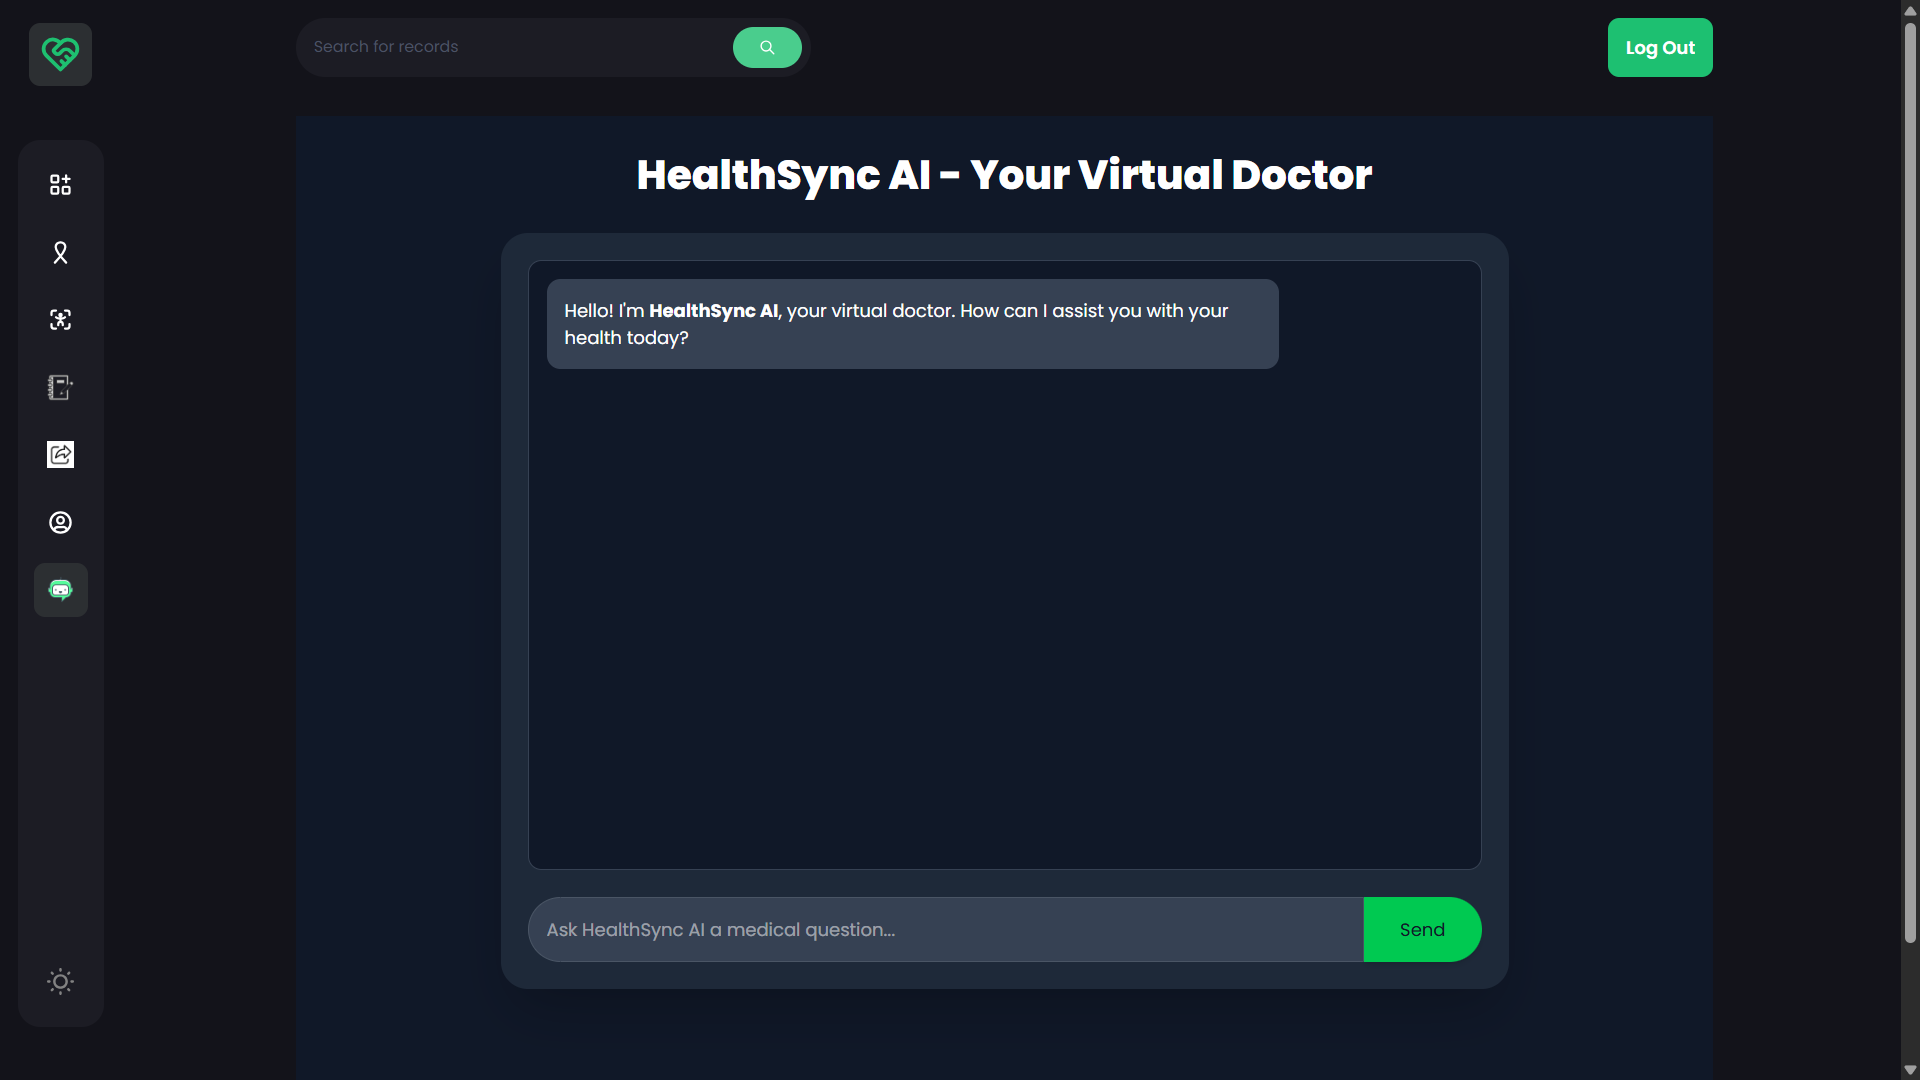 Search for records
Log Out
HealthSync AI - Your Virtual Doctor
Hello! I'm HealthSync AI, your virtual doctor. How can I assist you with your
health today?
Ask HealthSync AI a medical question...
Send